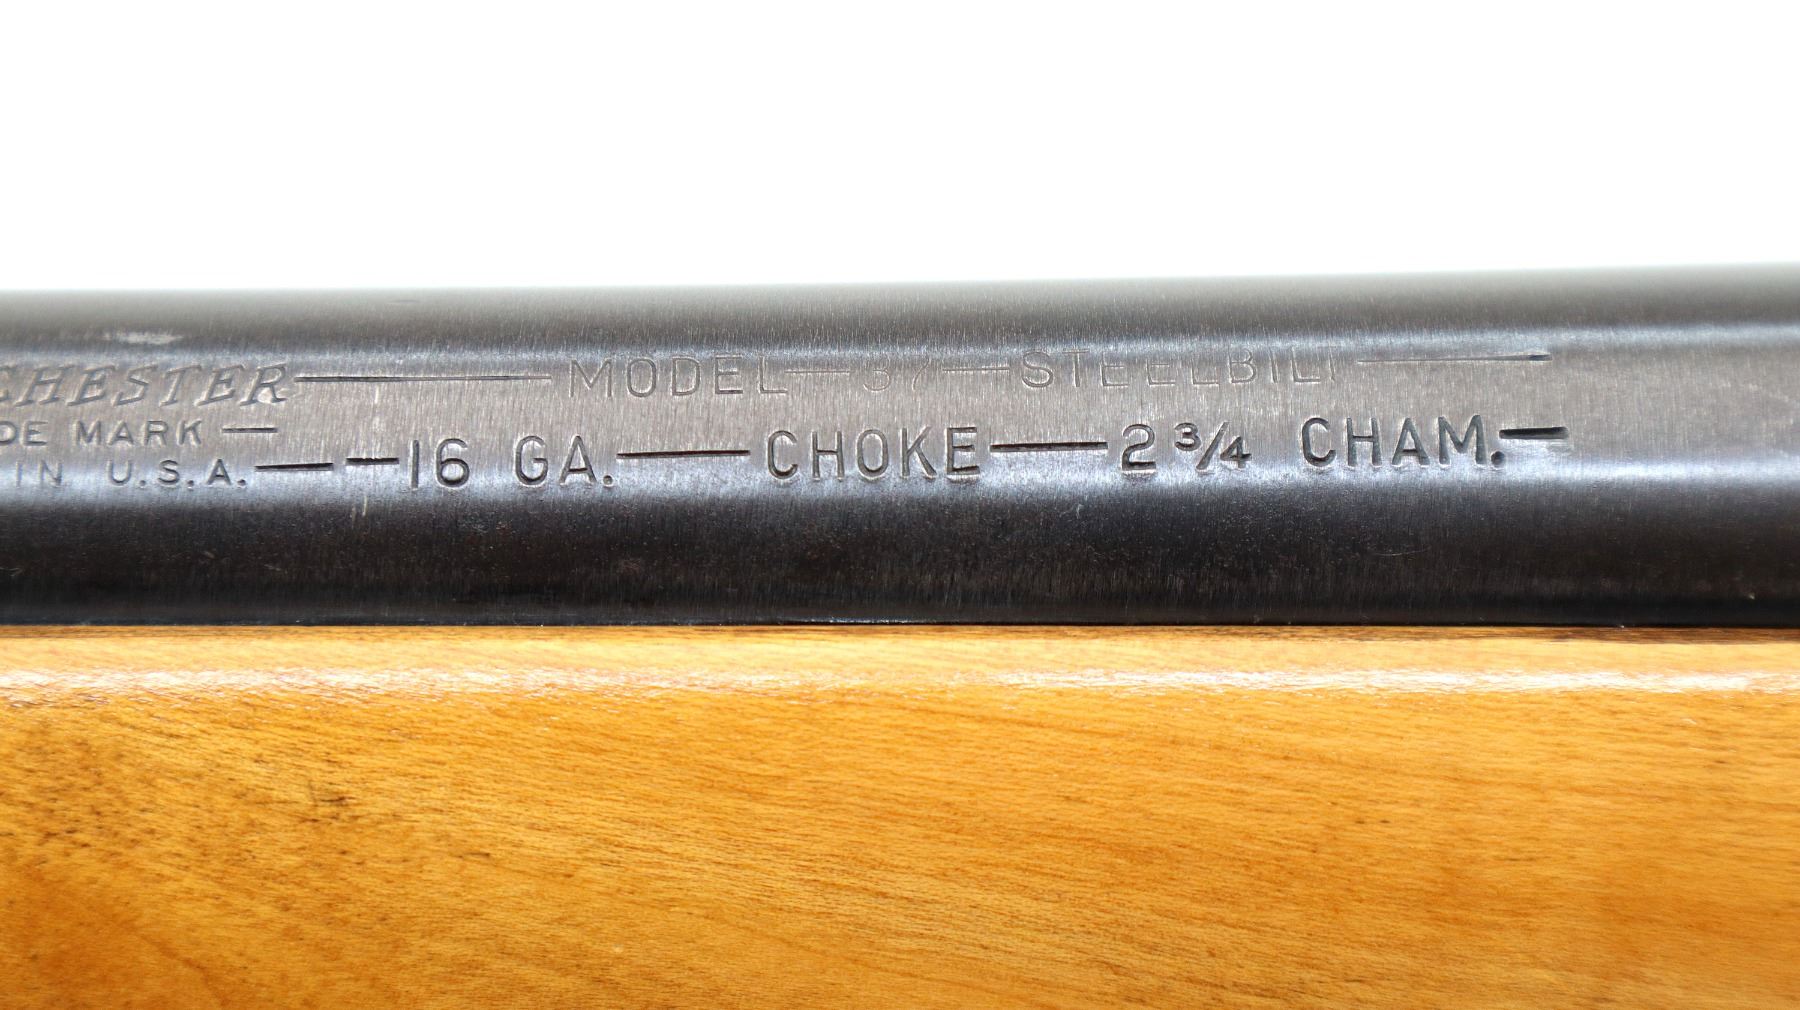 CHESTER — MODEL — 37 — STEELBILT —
DE MARK —
IN U.S.A. — — 16 GA. — CHOKE — 2 3/4 CHAM. —